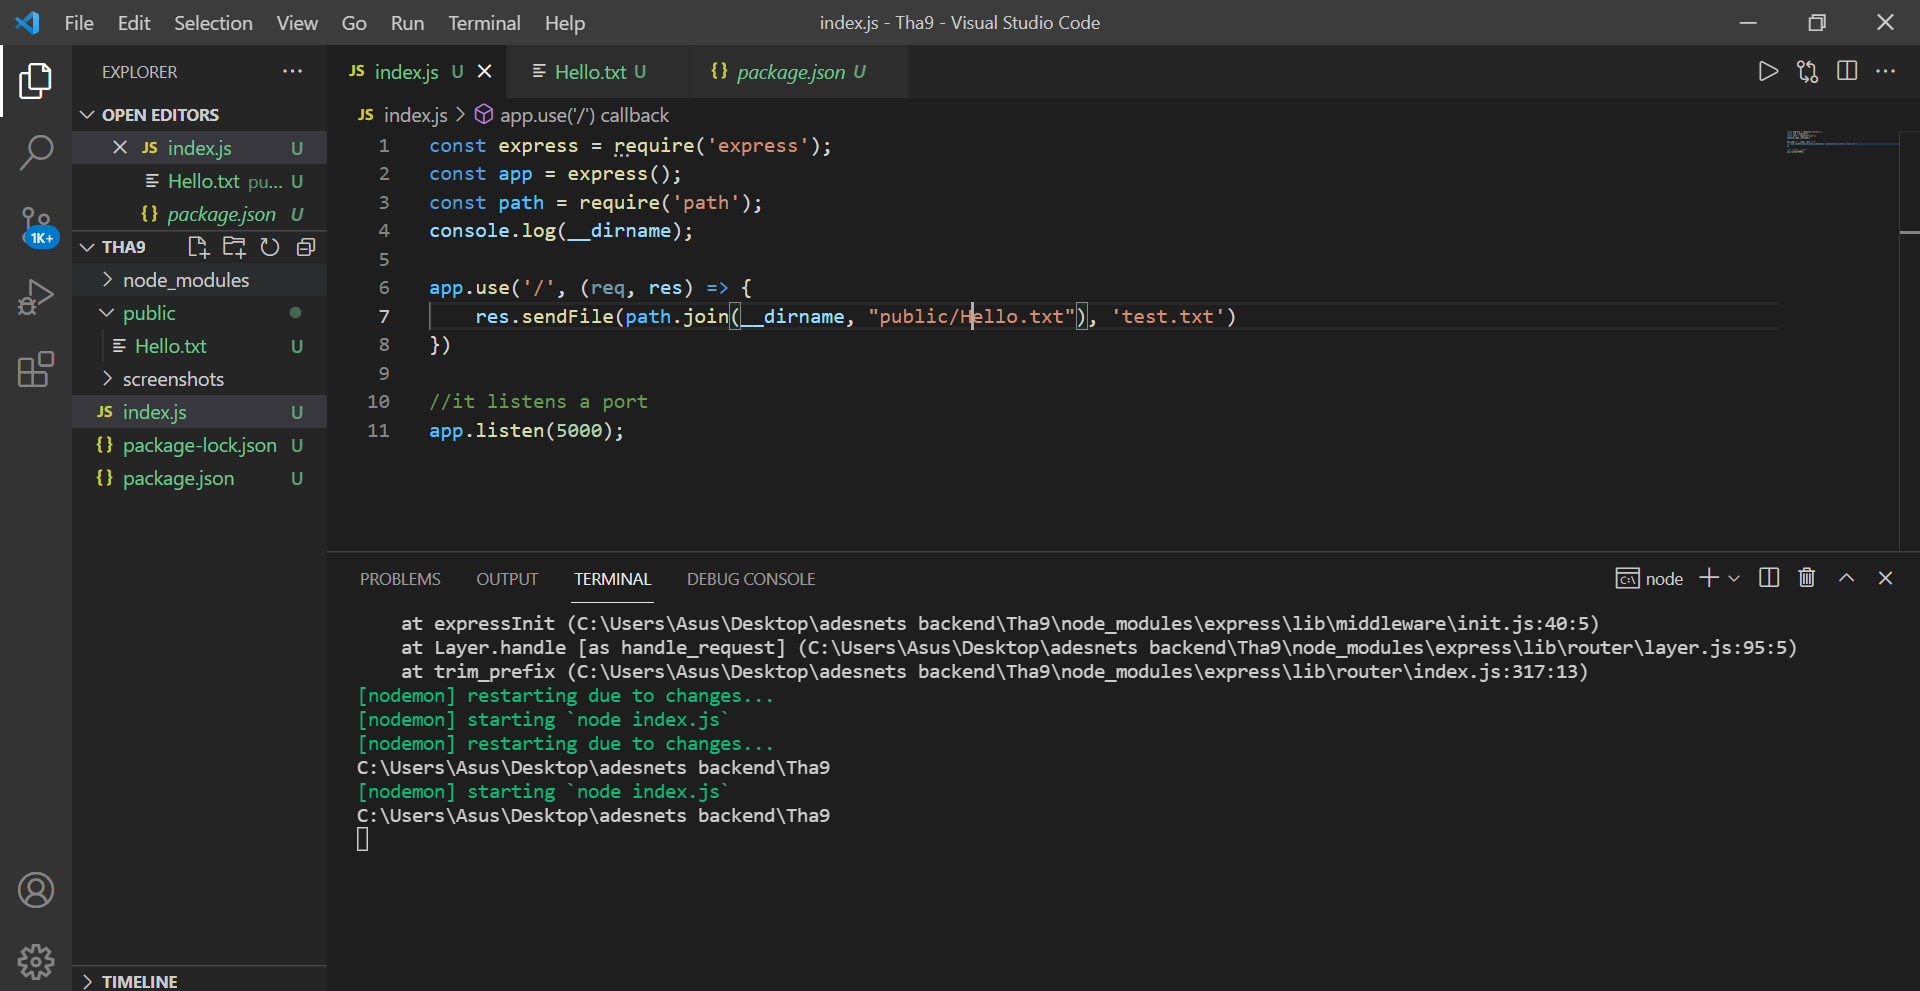 File Edit Selection View Go Run Terminal Help index.js - Tha9 - Visual Studio Code
EXPLORER
OPEN EDITORS
JS index.js U
Hello.txt pu... U
{} package.json U
1K+
THA9
node_modules
public
Hello.txt U
screenshots
JS index.js U
{} package-lock.json U
{} package.json U
TIMELINE
JS index.js U Hello.txt U {} package.json U
JS index.js > app.use('/') callback
1 const express = require('express');
2 const app = express();
3 const path = require('path');
4 console.log(__dirname);
5
6 app.use('/', (req, res) => {
7 res.sendFile(path.join(__dirname, "public/Hello.txt"), 'test.txt')
8 })
9
10 //it listens a port
11 app.listen(5000);
PROBLEMS OUTPUT TERMINAL DEBUG CONSOLE node
at expressInit (C:\Users\Asus\Desktop\adesnets backend\Tha9\node_modules\express\lib\middleware\init.js:40:5)
at Layer.handle [as handle_request] (C:\Users\Asus\Desktop\adesnets backend\Tha9\node_modules\express\lib\router\layer.js:95:5)
at trim_prefix (C:\Users\Asus\Desktop\adesnets backend\Tha9\node_modules\express\lib\router\index.js:317:13)
[nodemon] restarting due to changes...
[nodemon] starting `node index.js`
[nodemon] restarting due to changes...
C:\Users\Asus\Desktop\adesnets backend\Tha9
[nodemon] starting `node index.js`
C:\Users\Asus\Desktop\adesnets backend\Tha9